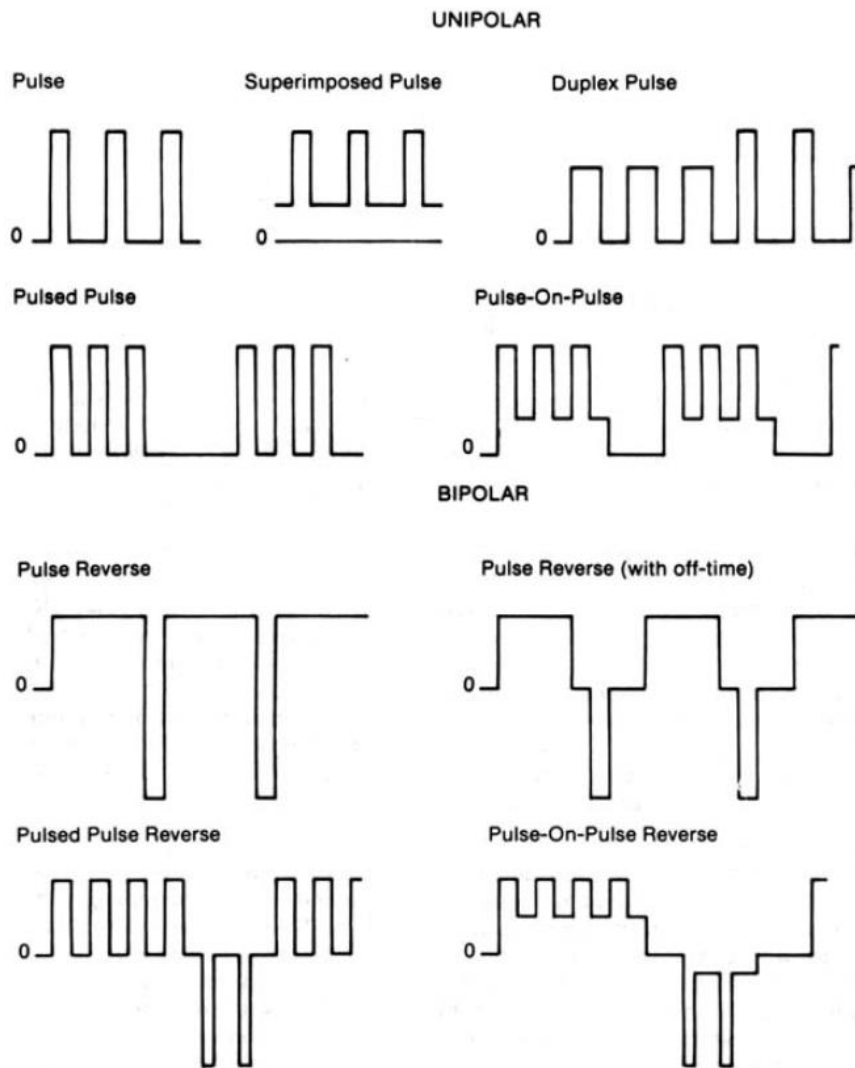 UNIPOLAR
Pulse
Superimposed Pulse
Duplex Pulse
0
0
0
Pulsed Pulse
Pulse-On-Pulse
0
0
BIPOLAR
Pulse Reverse
Pulse Reverse (with off-time)
0
0
Pulsed Pulse Reverse
Pulse-On-Pulse Reverse
0
0